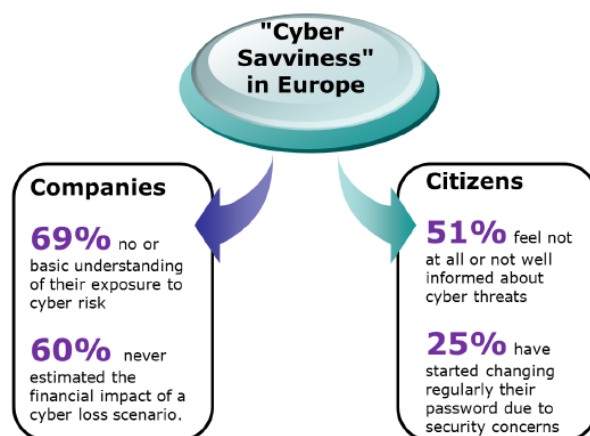 "Cyber
Savviness"
in Europe
Companies
69% no or
basic understanding
of their exposure to
cyber risk
60% never
estimated the
financial impact of a
cyber loss scenario.
Citizens
51% feel not
at all or not well
informed about
cyber threats
25% have
started changing
regularly their
password due to
security concerns